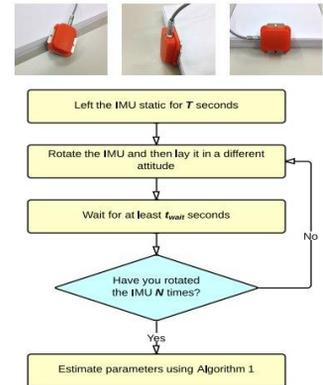 Left the IMU static for T seconds
Rotate the IMU and then lay it in a different
attitude
Wait for at least twait seconds
Have you rotated
the IMU N times?
No
Yes
Estimate parameters using Algorithm 1